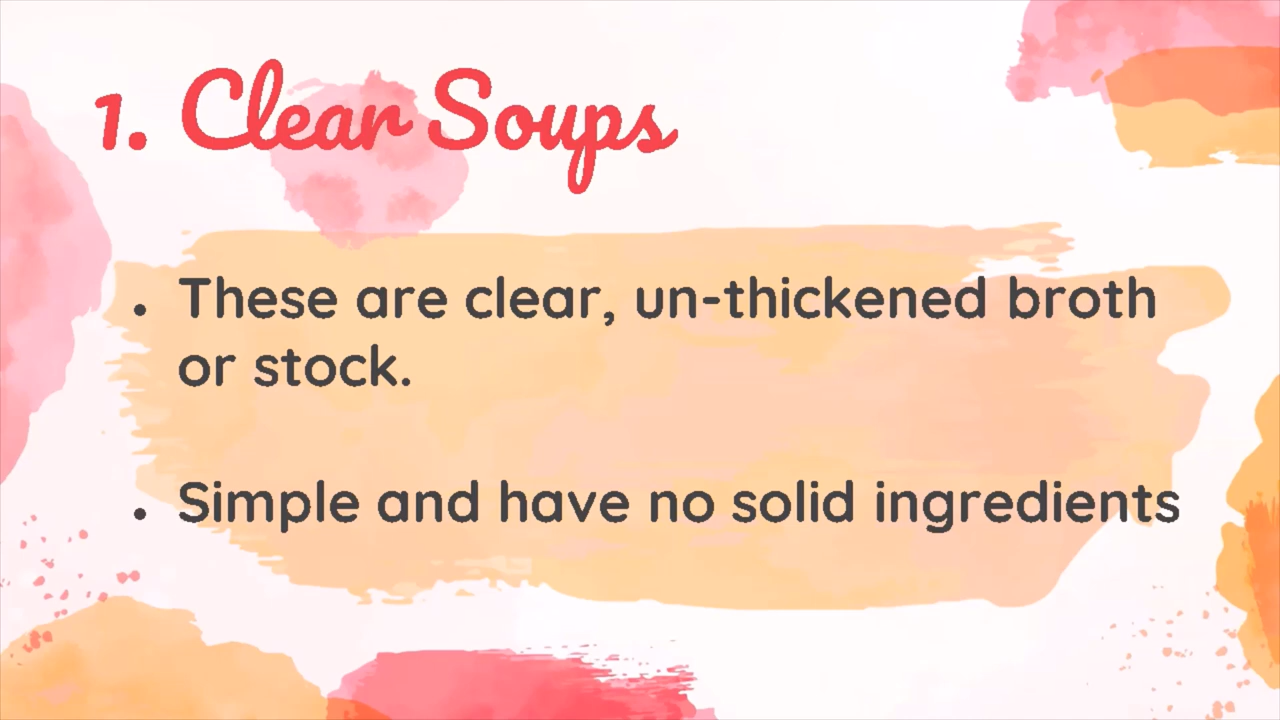 1. Clear Soups
• These are clear, un-thickened broth
or stock.
• Simple and have no solid ingredients